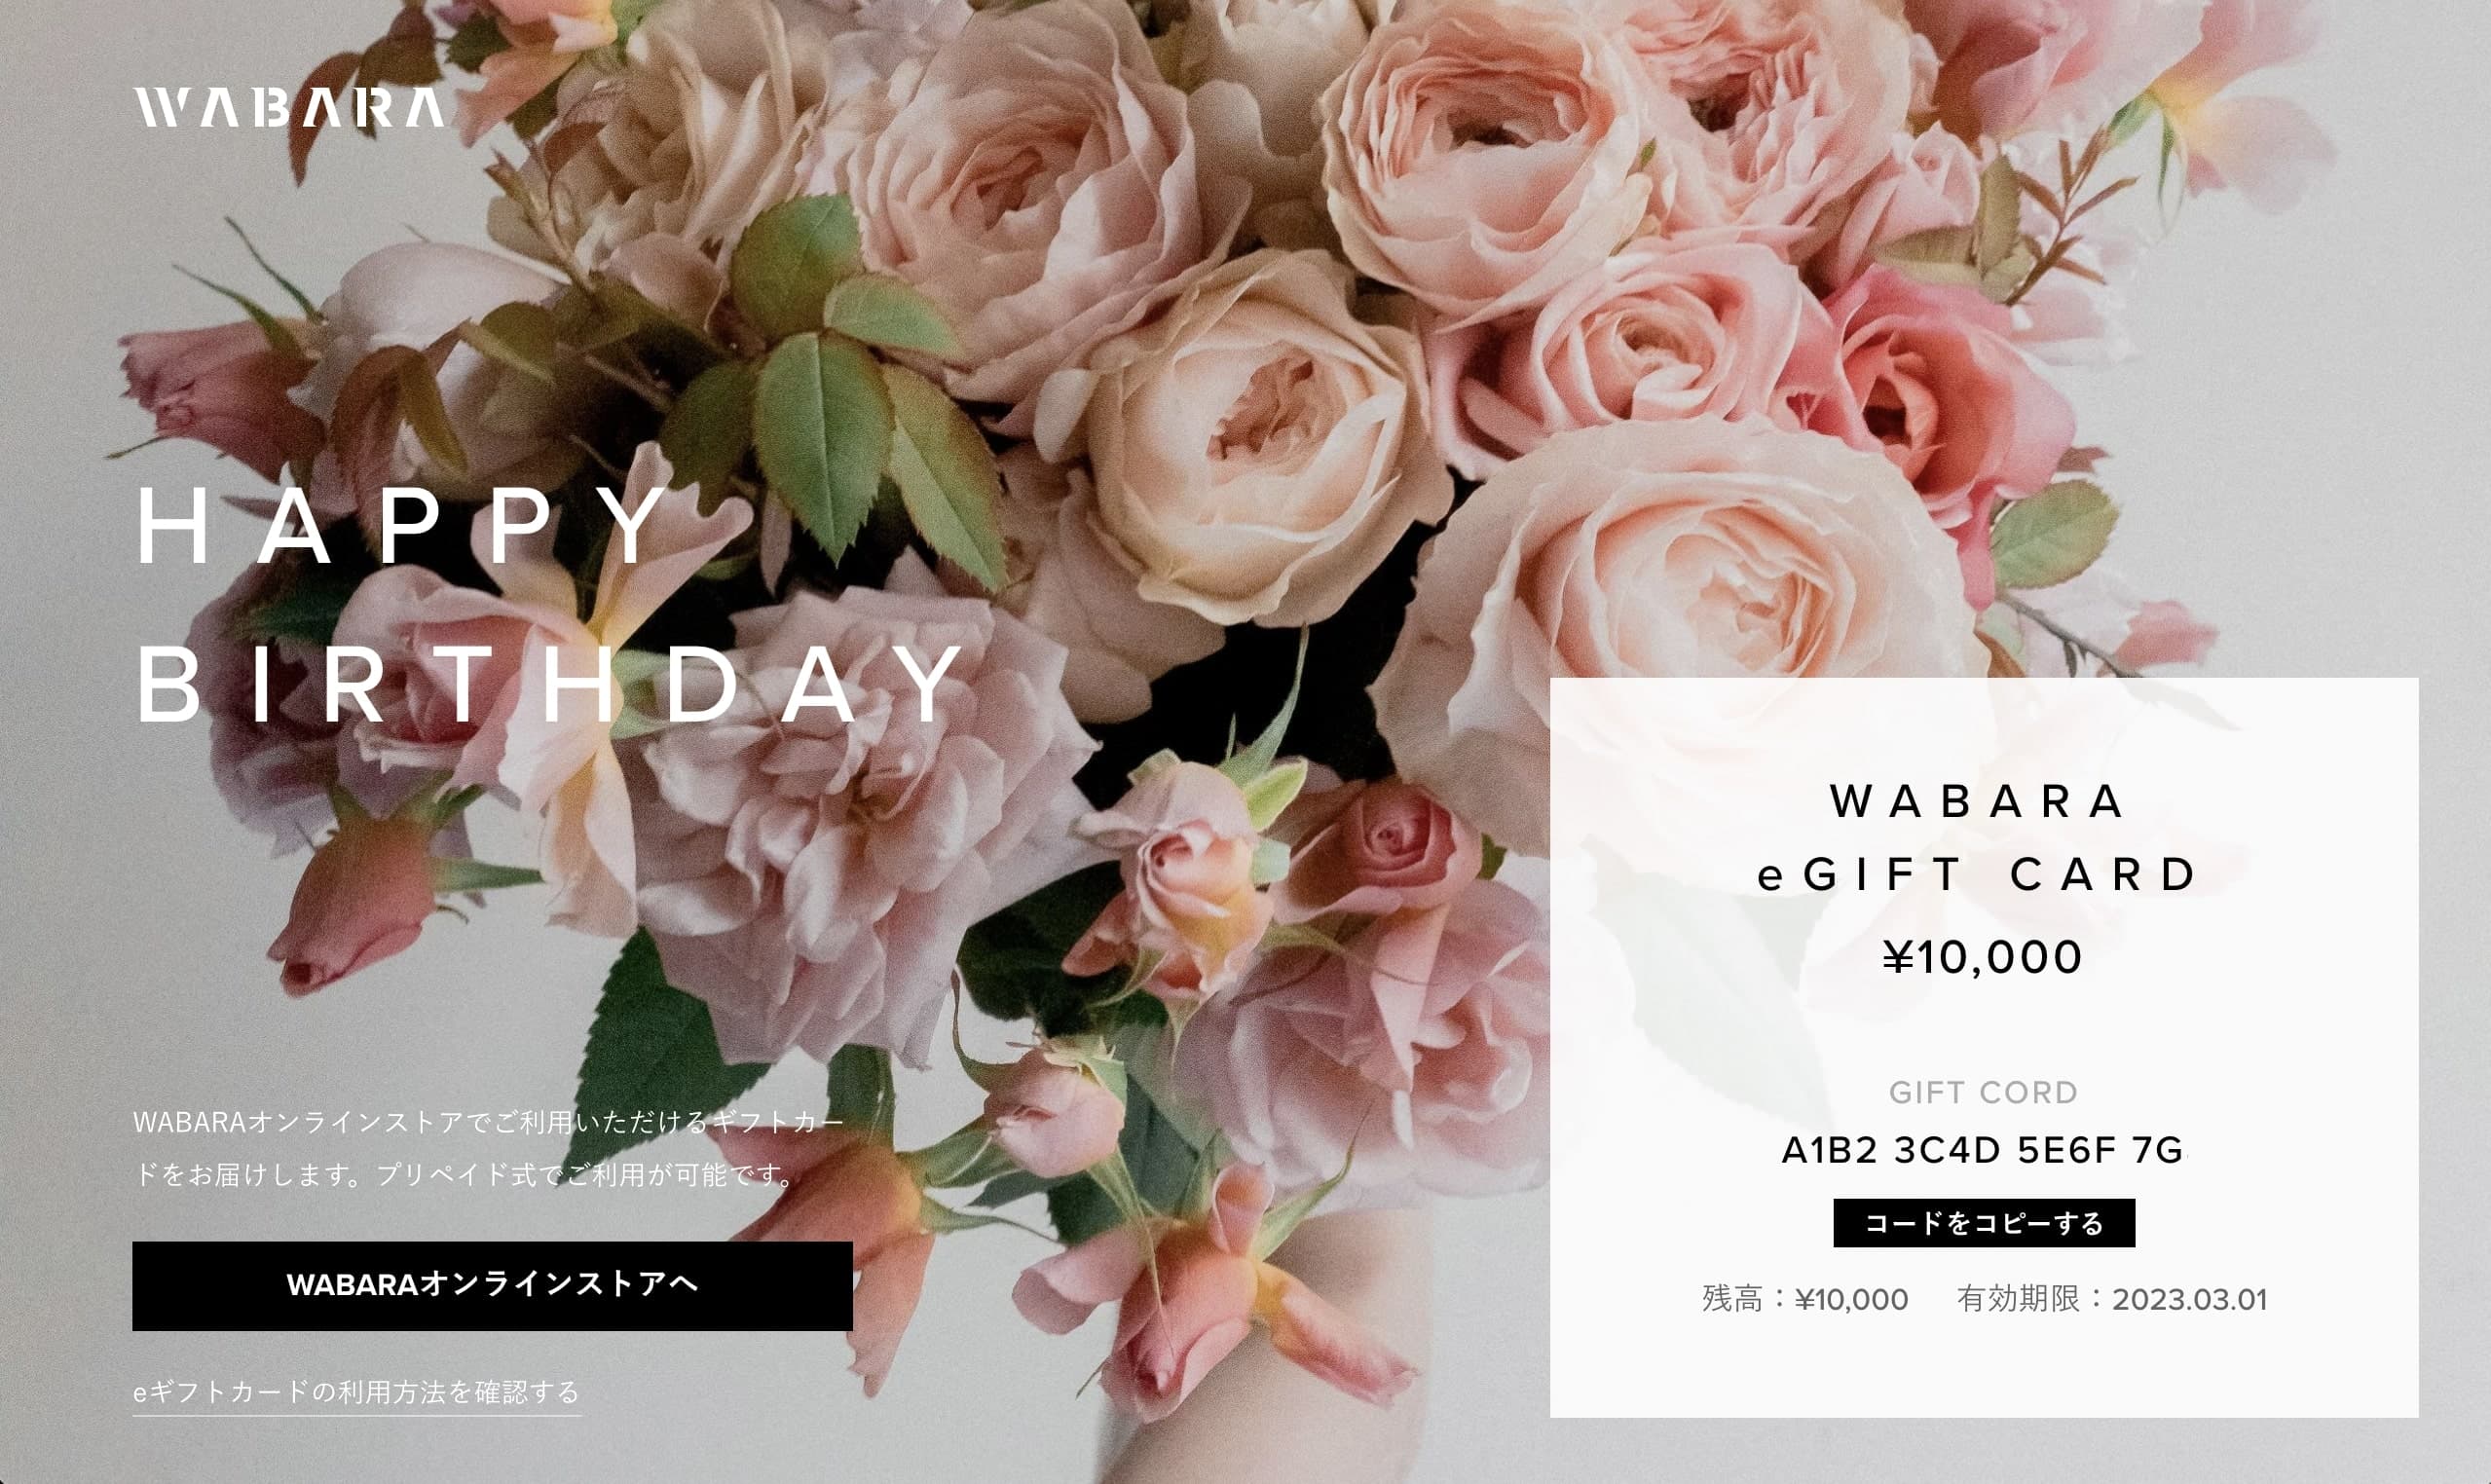 WABARA
HAPPY
BIRTHDAY
WABARAオンラインストアでご利用いただけるギフトカー
ドをお届けします。プリペイド式でご利用が可能です。
WABARAオンラインストアへ
eギフトカードの利用方法を確認する
WABARA
eGIFT CARD
¥10,000
GIFT CORD
A1B2 3C4D 5E6F 7G
コードをコピーする
残高：¥10,000 有効期限：2023.03.01